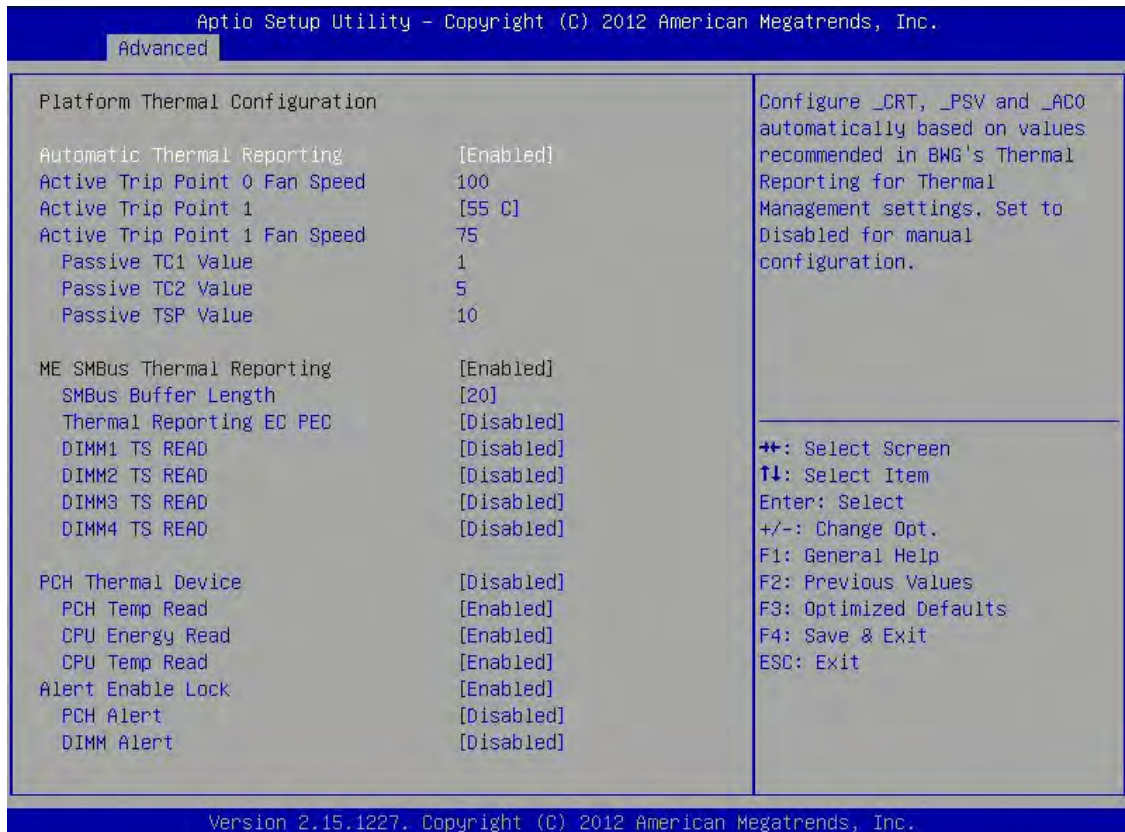 Aptio Setup Utility – Copyright (C) 2012 American Megatrends, Inc.
Advanced
Platform Thermal Configuration
Automatic Thermal Reporting [Enabled]
Active Trip Point 0 Fan Speed 100
Active Trip Point 1 [55 C]
Active Trip Point 1 Fan Speed 75
Passive TC1 Value 1
Passive TC2 Value 5
Passive TSP Value 10
ME SMBus Thermal Reporting [Enabled]
SMBus Buffer Length [20]
Thermal Reporting EC PEC [Disabled]
DIMM1 TS READ [Disabled]
DIMM2 TS READ [Disabled]
DIMM3 TS READ [Disabled]
DIMM4 TS READ [Disabled]
PCH Thermal Device [Disabled]
PCH Temp Read [Enabled]
CPU Energy Read [Enabled]
CPU Temp Read [Enabled]
Alert Enable Lock [Enabled]
PCH Alert [Disabled]
DIMM Alert [Disabled]
Configure _CRT, _PSV and _AC0
automatically based on values
recommended in BWG's Thermal
Reporting for Thermal
Management settings. Set to
Disabled for manual
configuration.
→←: Select Screen
↑↓: Select Item
Enter: Select
+/-: Change Opt.
F1: General Help
F2: Previous Values
F3: Optimized Defaults
F4: Save & Exit
ESC: Exit
Version 2.15.1227. Copyright (C) 2012 American Megatrends, Inc.